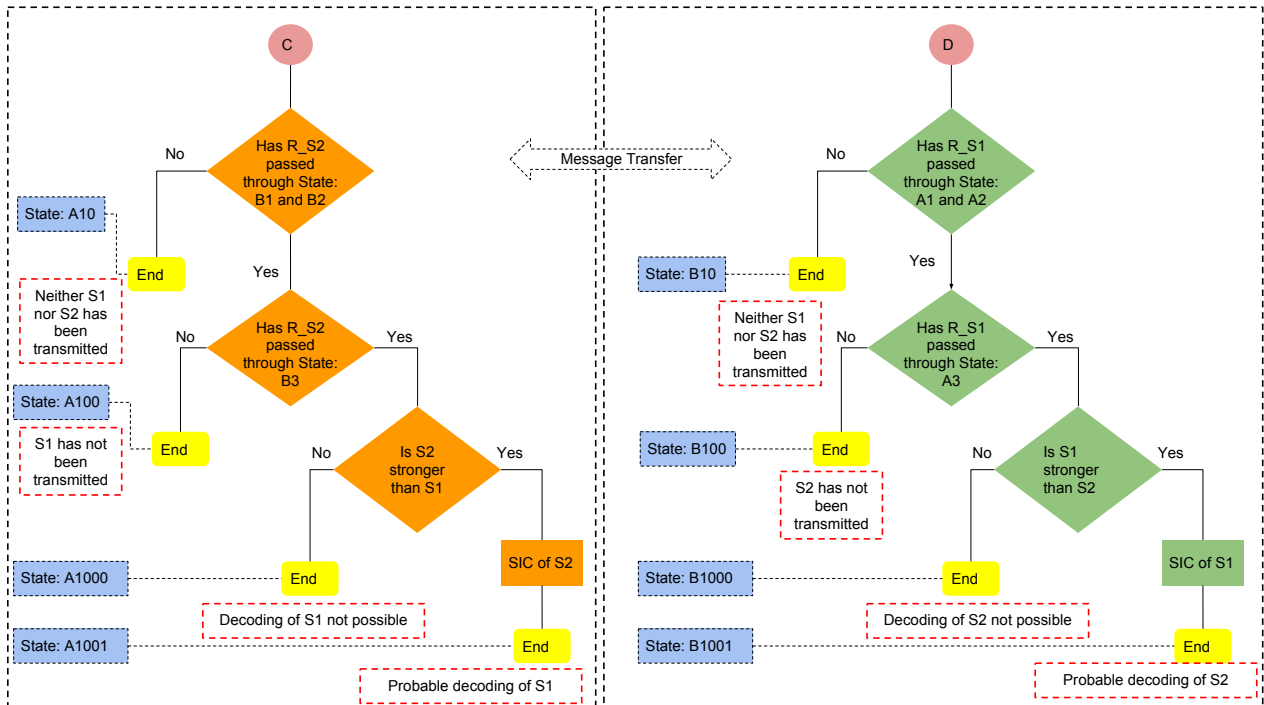 C
Has R_S2
passed
through State:
B1 and B2
No
State: A10
End
Yes
Neither S1
nor S2 has
been
transmitted
No
Has R_S2
passed
through State:
B3
Yes
State: A100
End
S1 has not
been
transmitted
No
Is S2
stronger
than S1
Yes
SIC of S2
State: A1000
End
Decoding of S1 not possible
State: A1001
End
Probable decoding of S1
Message Transfer
D
Has R_S1
passed
through State:
A1 and A2
No
State: B10
End
Yes
Neither S1
nor S2 has
been
transmitted
No
Has R_S1
passed
through State:
A3
Yes
State: B100
End
S2 has not
been
transmitted
No
Is S1
stronger
than S2
Yes
SIC of S1
State: B1000
End
Decoding of S2 not possible
State: B1001
End
Probable decoding of S2